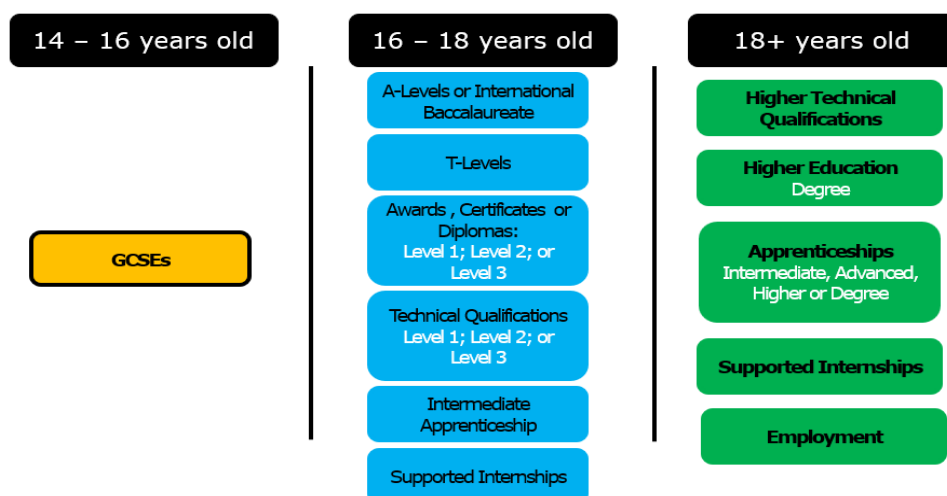 14 – 16 years old
GCSEs
16 – 18 years old
A-Levels or International
Baccalaureate
T-Levels
Awards , Certificates or
Diplomas:
Level 1; Level 2; or
Level 3
Technical Qualifications
Level 1; Level 2; or
Level 3
Intermediate
Apprenticeship
Supported Internships
18+ years old
Higher Technical
Qualifications
Higher Education
Degree
Apprenticeships
Intermediate, Advanced,
Higher or Degree
Supported Internships
Employment